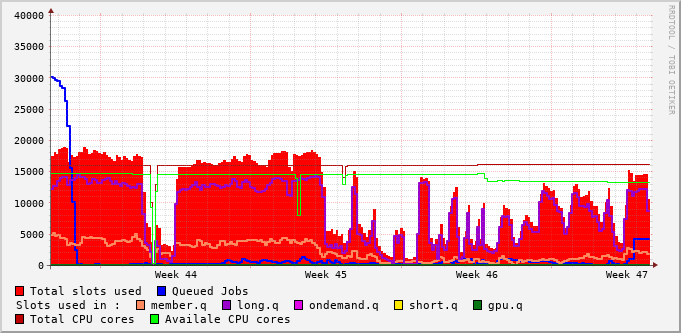 40000
35000
30000
25000
20000
15000
10000
5000
0
Week 44 Week 45 Week 46 Week 47
RRDTOOL / TOBI OETIKER
Total slots used Queued Jobs
Slots used in : member.q long.q ondemand.q short.q gpu.q
Total CPU cores Availale CPU cores